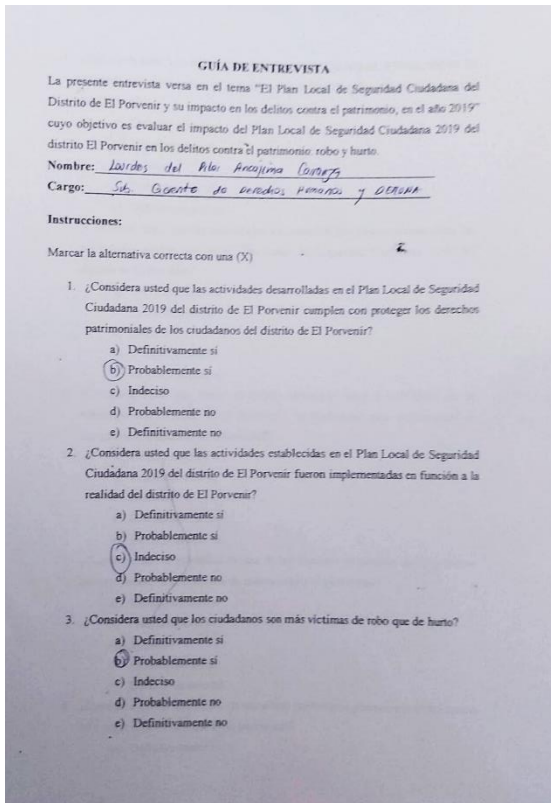 GUÍA DE ENTREVISTA
La presente entrevista versa en el tema "El Plan Local de Seguridad Ciudadana del
Distrito de El Porvenir y su impacto en los delitos contra el patrimonio, en el año 2019"
cuyo objetivo es evaluar el impacto del Plan Local de Seguridad Ciudadana 2019 del
distrito El Porvenir en los delitos contra el patrimonio: robo y hurto.
Nombre: Lourdes del Pilar Ancajima
Cargo: Sub Gerente de Derechos Humanos y DEMUNA
Instrucciones:
Marcar la alternativa correcta con una (X)
1. ¿Considera usted que las actividades desarrolladas en el Plan Local de Seguridad
Ciudadana 2019 del distrito de El Porvenir cumplen con proteger los derechos
patrimoniales de los ciudadanos del distrito de El Porvenir?
a) Definitivamente si
b) Probablemente si
c) Indeciso
d) Probablemente no
e) Definitivamente no
2. ¿Considera usted que las actividades establecidas en el Plan Local de Seguridad
Ciudadana 2019 del distrito de El Porvenir fueron implementadas en función a la
realidad del distrito de El Porvenir?
a) Definitivamente si
b) Probablemente si
c) Indeciso
d) Probablemente no
e) Definitivamente no
3. ¿Considera usted que los ciudadanos son más víctimas de robo que de hurto?
a) Definitivamente si
b) Probablemente si
c) Indeciso
d) Probablemente no
e) Definitivamente no